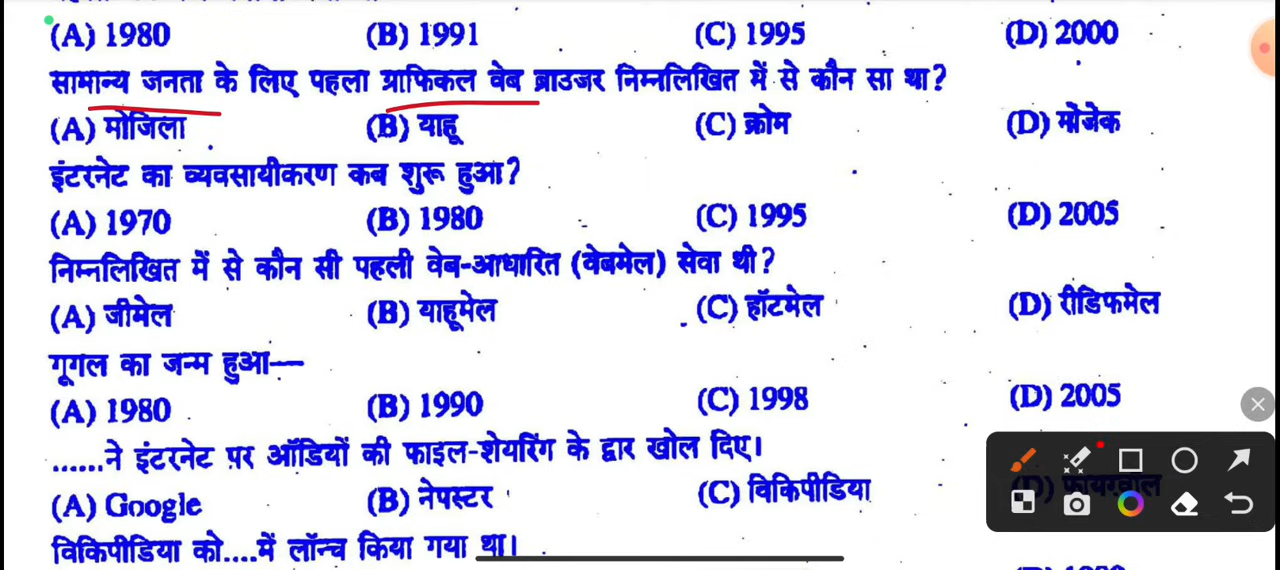 (A) 1980 (B) 1991 (C) 1995 (D) 2000
सामान्य जनता के लिए पहला ग्राफिकल वेब ब्राउजर निम्नलिखित में से कौन सा था?
(A) मोजिला (B) याहू (C) क्रोम (D) मोजेक
इंटरनेट का व्यवसायीकरण कब शुरू हुआ?
(A) 1970 (B) 1980 (C) 1995 (D) 2005
निम्नलिखित में से कौन सी पहली वेब-आधारित (वेबमेल) सेवा थी?
(A) जीमेल (B) याहूमेल (C) हॉटमेल (D) रीडिफमेल
गूगल का जन्म हुआ—
(A) 1980 (B) 1990 (C) 1998 (D) 2005
......ने इंटरनेट पर ऑडियों की फाइल-शेयरिंग के द्वार खोल दिए।
(A) Google (B) नेपस्टर (C) विकिपीडिया (D) फायरवाल
विकिपीडिया को....में लॉन्च किया गया था।